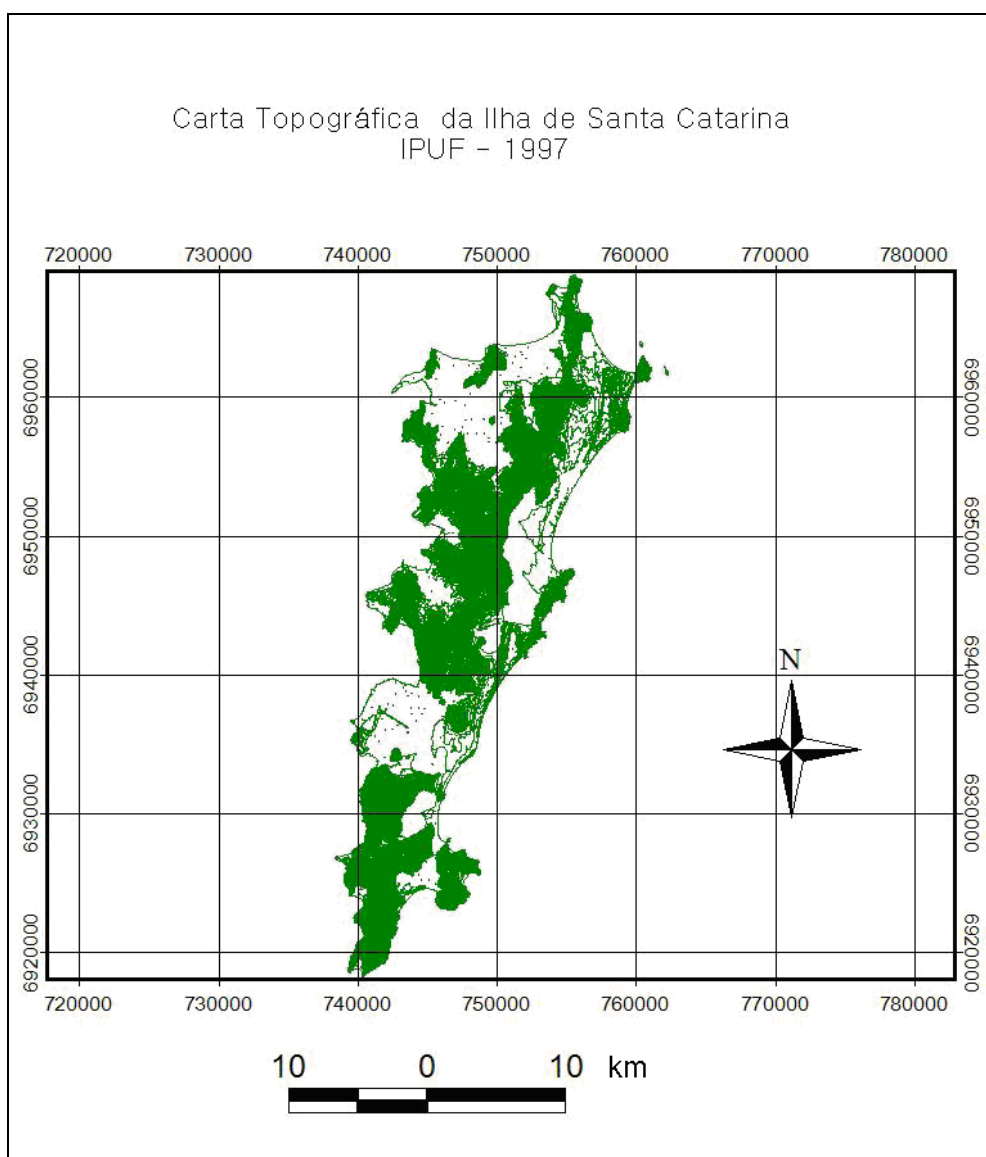 Carta Topográfica da Ilha de Santa Catarina
IPUF - 1997
720000 730000 740000 750000 760000 770000 780000
6960000 6960000
6950000 6950000
6940000 6940000
N
6930000 6930000
6920000 6920000
720000 730000 740000 750000 760000 770000 780000
10 0 10 km